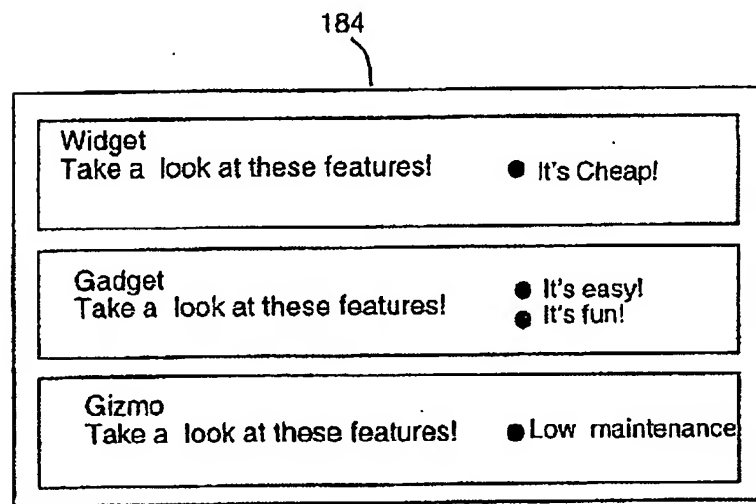 184
Widget
Take a look at these features!
● It's Cheap!
Gadget
Take a look at these features!
● It's easy!
● It's fun!
Gizmo
Take a look at these features!
● Low maintenance